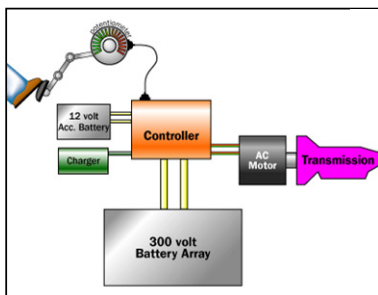 potentiometer
12 volt
Acc. Battery
Controller
Charger
AC
Motor
Transmission
300 volt
Battery Array